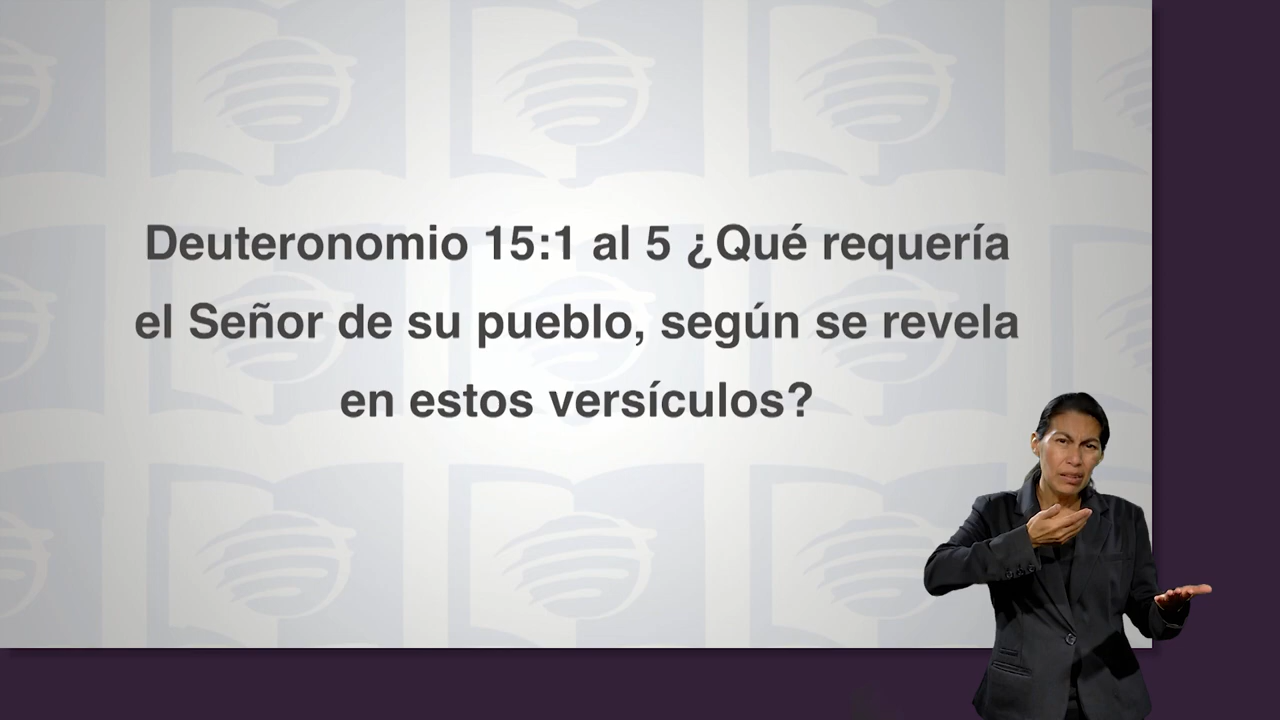 Deuteronomio 15:1 al 5 ¿Qué requería
el Señor de su pueblo, según se revela
en estos versículos?